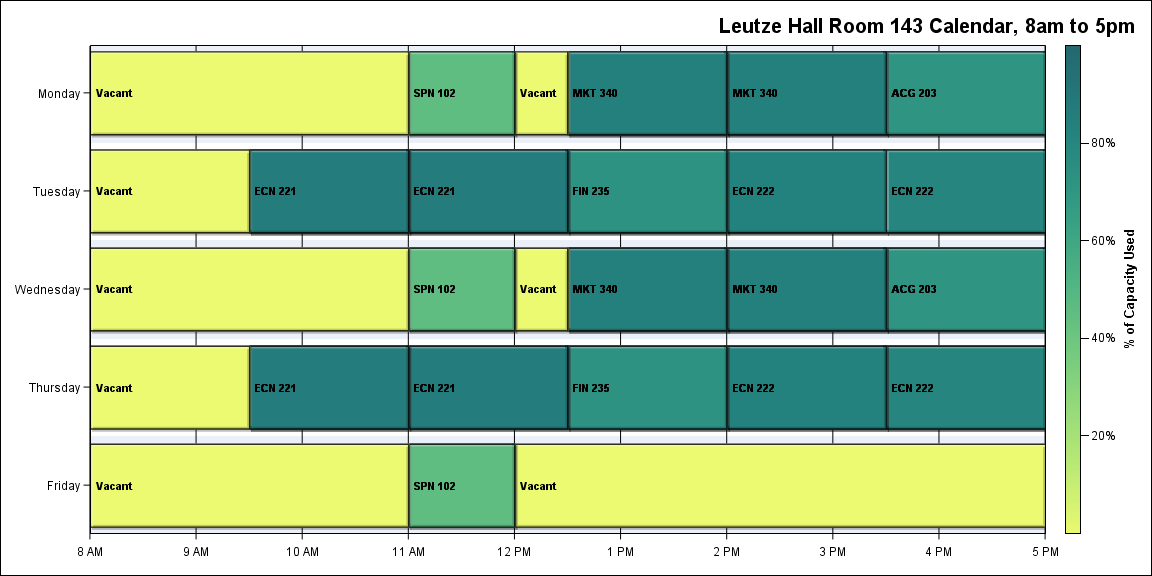 Leutze Hall Room 143 Calendar, 8am to 5pm
Monday
Vacant
SPN 102
Vacant
MKT 340
MKT 340
ACG 203
Tuesday
Vacant
ECN 221
ECN 221
FIN 235
ECN 222
ECN 222
Wednesday
Vacant
SPN 102
Vacant
MKT 340
MKT 340
ACG 203
Thursday
Vacant
ECN 221
ECN 221
FIN 235
ECN 222
ECN 222
Friday
Vacant
SPN 102
Vacant
8 AM
9 AM
10 AM
11 AM
12 PM
1 PM
2 PM
3 PM
4 PM
5 PM
80%
60%
40%
20%
% of Capacity Used